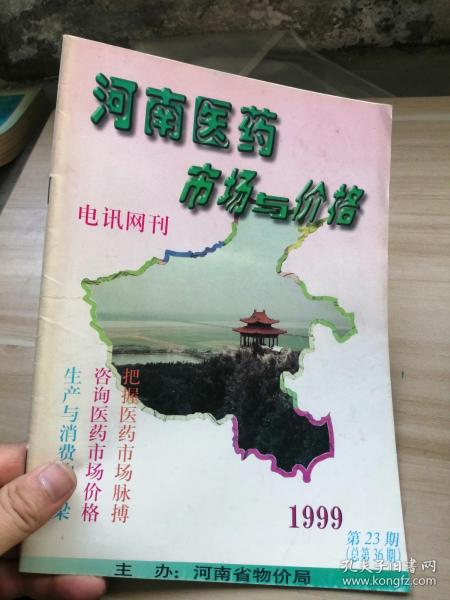 河南医药
市场与价格
电讯网刊
把握医药市场脉搏
咨询医药市场价格
生产与消费
梁
1999
第23期
(总第36期)
主办：河南省物价局
孔夫子旧书网
www.kongfz.com